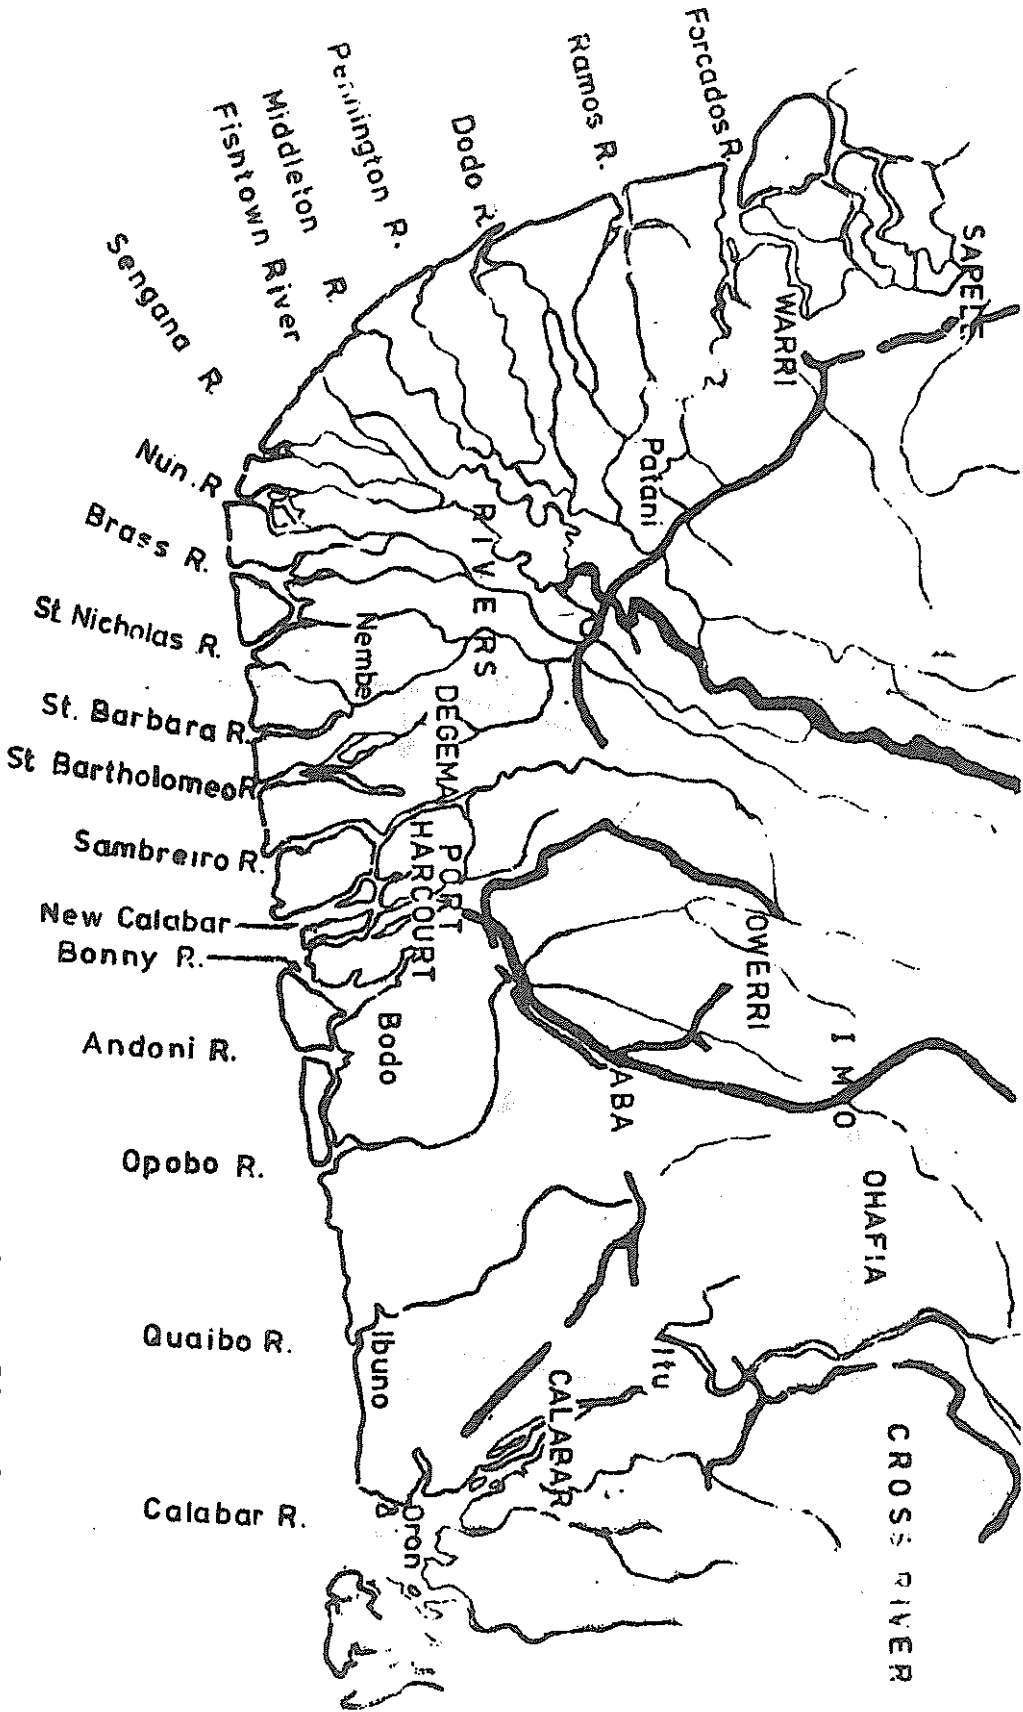 Forcados R.
Ramos R.
Dodo R.
Pennington R.
Middleton R.
Fishtown River
Sengana R.
Nun. R
Brass R.
St Nicholas R.
St. Barbara R.
St Bartholomeo R
Sambreiro R.
New Calabar
Bonny R.
Andoni R.
Opobo R.
Quaibo R.
Calabar R.
SAPELE
WARRI
Patani
RIVERS
Nembe
DEGEMA
PORT
HARCOURT
Bodo
OWERRI
IMO
ABA
OHAFIA
Ibuno
Itu
CALABAR
Oron
CROSS RIVER